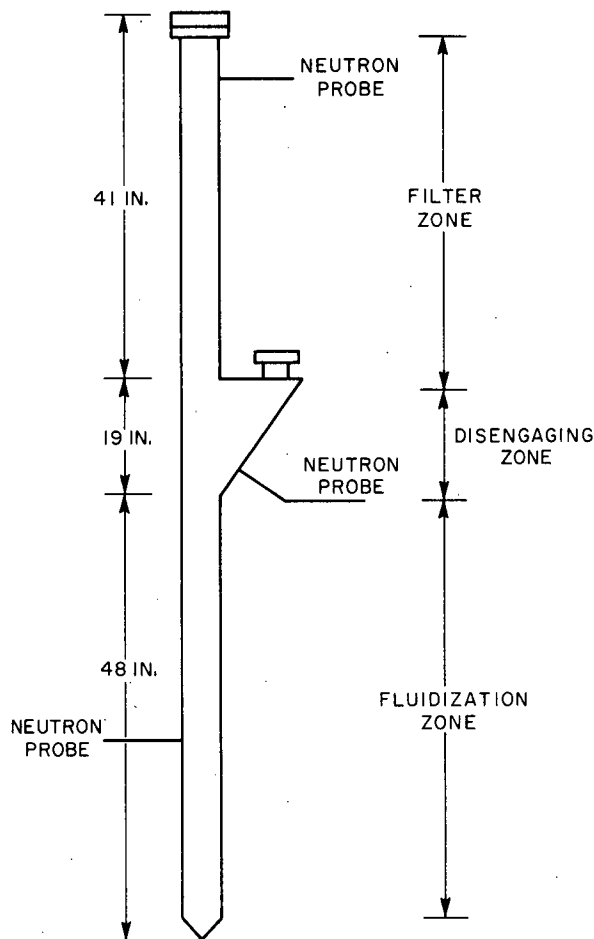 NEUTRON
PROBE
41 IN.
FILTER
ZONE
19 IN.
DISENGAGING
ZONE
NEUTRON
PROBE
48 IN.
FLUIDIZATION
ZONE
NEUTRON
PROBE